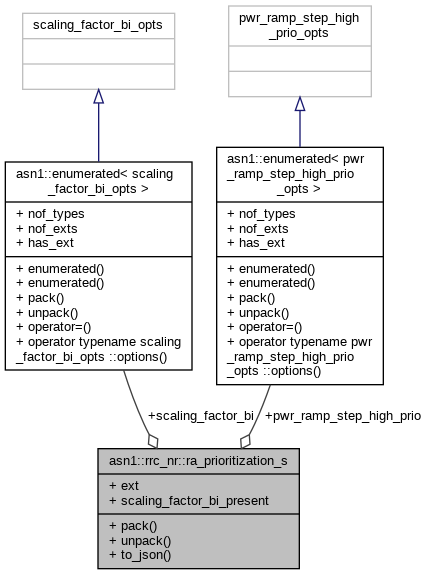 scaling_factor_bi_opts
pwr_ramp_step_high
_prio_opts
asn1::enumerated< scaling
_factor_bi_opts >
+ nof_types
+ nof_exts
+ has_ext
+ enumerated()
+ enumerated()
+ pack()
+ unpack()
+ operator=()
+ operator typename scaling
_factor_bi_opts ::options()
asn1::enumerated< pwr
_ramp_step_high_prio
_opts >
+ nof_types
+ nof_exts
+ has_ext
+ enumerated()
+ enumerated()
+ pack()
+ unpack()
+ operator=()
+ operator typename pwr
_ramp_step_high_prio
_opts ::options()
+scaling_factor_bi
+pwr_ramp_step_high_prio
asn1::rrc_nr::ra_prioritization_s
+ ext
+ scaling_factor_bi_present
+ pack()
+ unpack()
+ to_json()